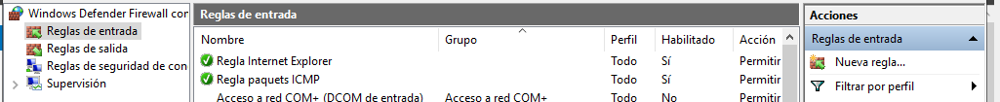 Windows Defender Firewall con
Reglas de entrada
Reglas de salida
Reglas de seguridad de con
Supervisión
Reglas de entrada
Nombre Grupo Perfil Habilitado Acción
Regla Internet Explorer Todo Sí Permitir
Regla paquets ICMP Todo Sí Permitir
Acceso a red COM+ (DCOM de entrada) Acceso a red COM+ Todo No Permitir
Acciones
Reglas de entrada
Nueva regla...
Filtrar por perfil